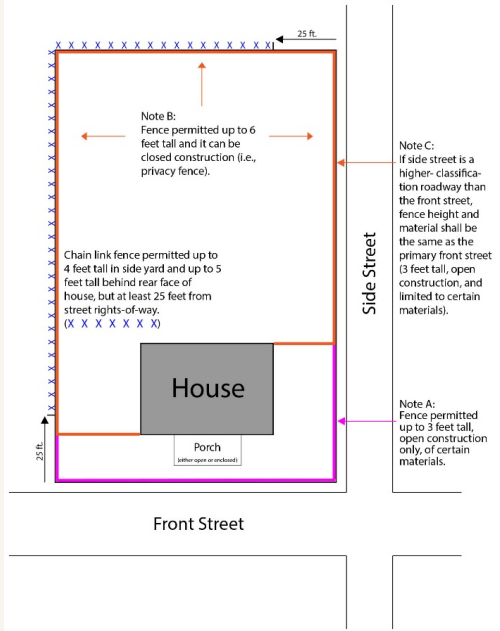 X X X X X X X X X X X X X X X X X
25 ft.
Note B:
Fence permitted up to 6
feet tall and it can be
closed construction (i.e.,
privacy fence).
Note C:
If side street is a
higher- classifica-
tion roadway than
the front street,
fence height and
material shall be
the same as the
primary front street
(3 feet tall, open
construction, and
limited to certain
materials).
Side Street
Chain link fence permitted up to
4 feet tall in side yard and up to 5
feet tall behind rear face of
house, but at least 25 feet from
street rights-of-way.
(X X X X X X X)
House
Porch
(either open or enclosed)
Note A:
Fence permitted
up to 3 feet tall,
open construction
only, of certain
materials.
25 ft.
Front Street